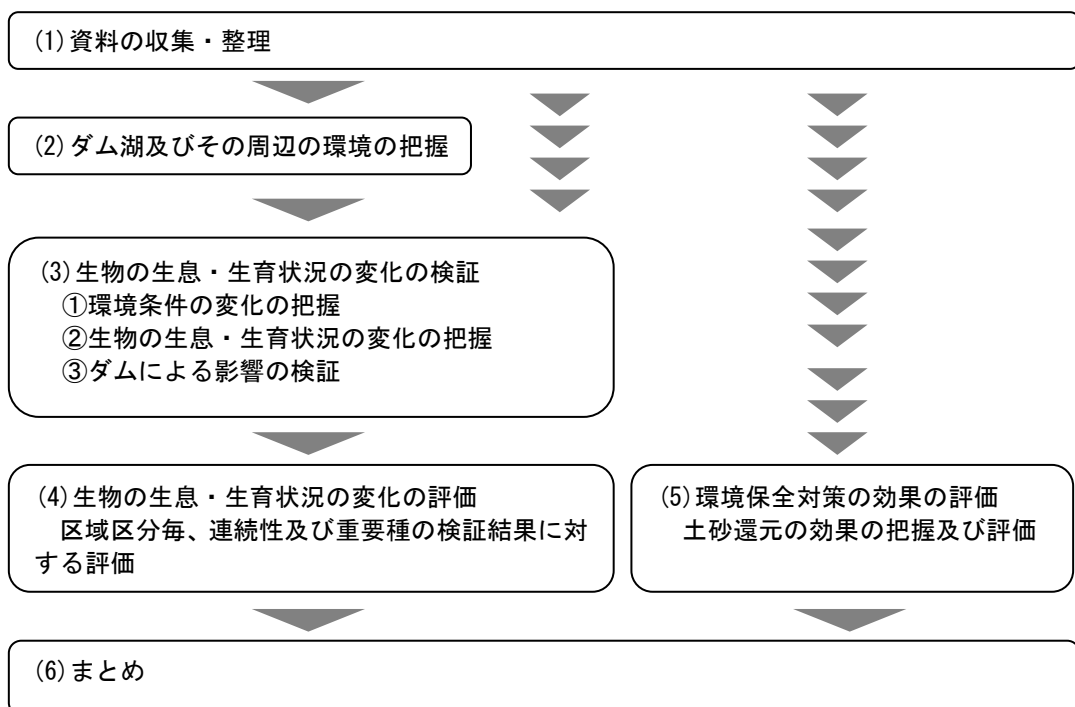 (1)資料の収集・整理
(2)ダム湖及びその周辺の環境の把握
(3)生物の生息・生育状況の変化の検証
①環境条件の変化の把握
②生物の生息・生育状況の変化の把握
③ダムによる影響の検証
(4)生物の生息・生育状況の変化の評価
区域区分毎、連続性及び重要種の検証結果に対
する評価
(5)環境保全対策の効果の評価
土砂還元の効果の把握及び評価
(6)まとめ